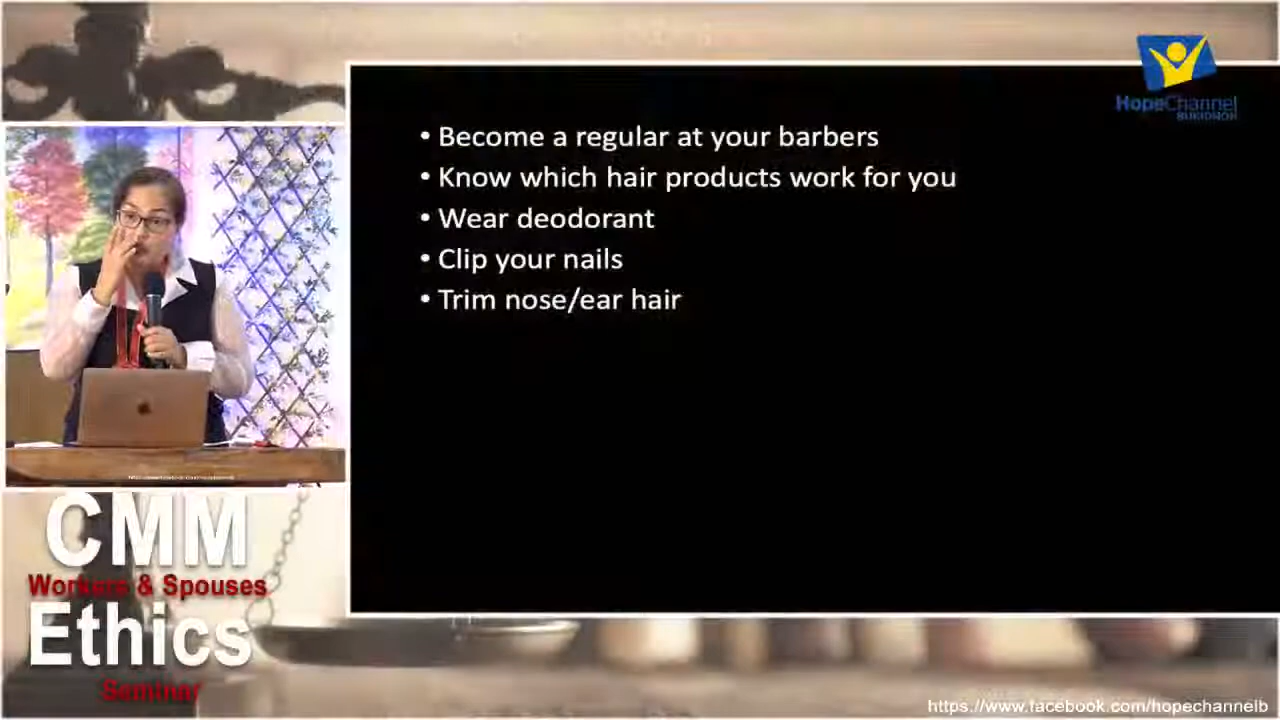 HopeChannel
BUKIDNON
• Become a regular at your barbers
• Know which hair products work for you
• Wear deodorant
• Clip your nails
• Trim nose/ear hair
CMM
Workers & Spouses
Ethics
Seminar
https://www.facebook.com/hopechannelb